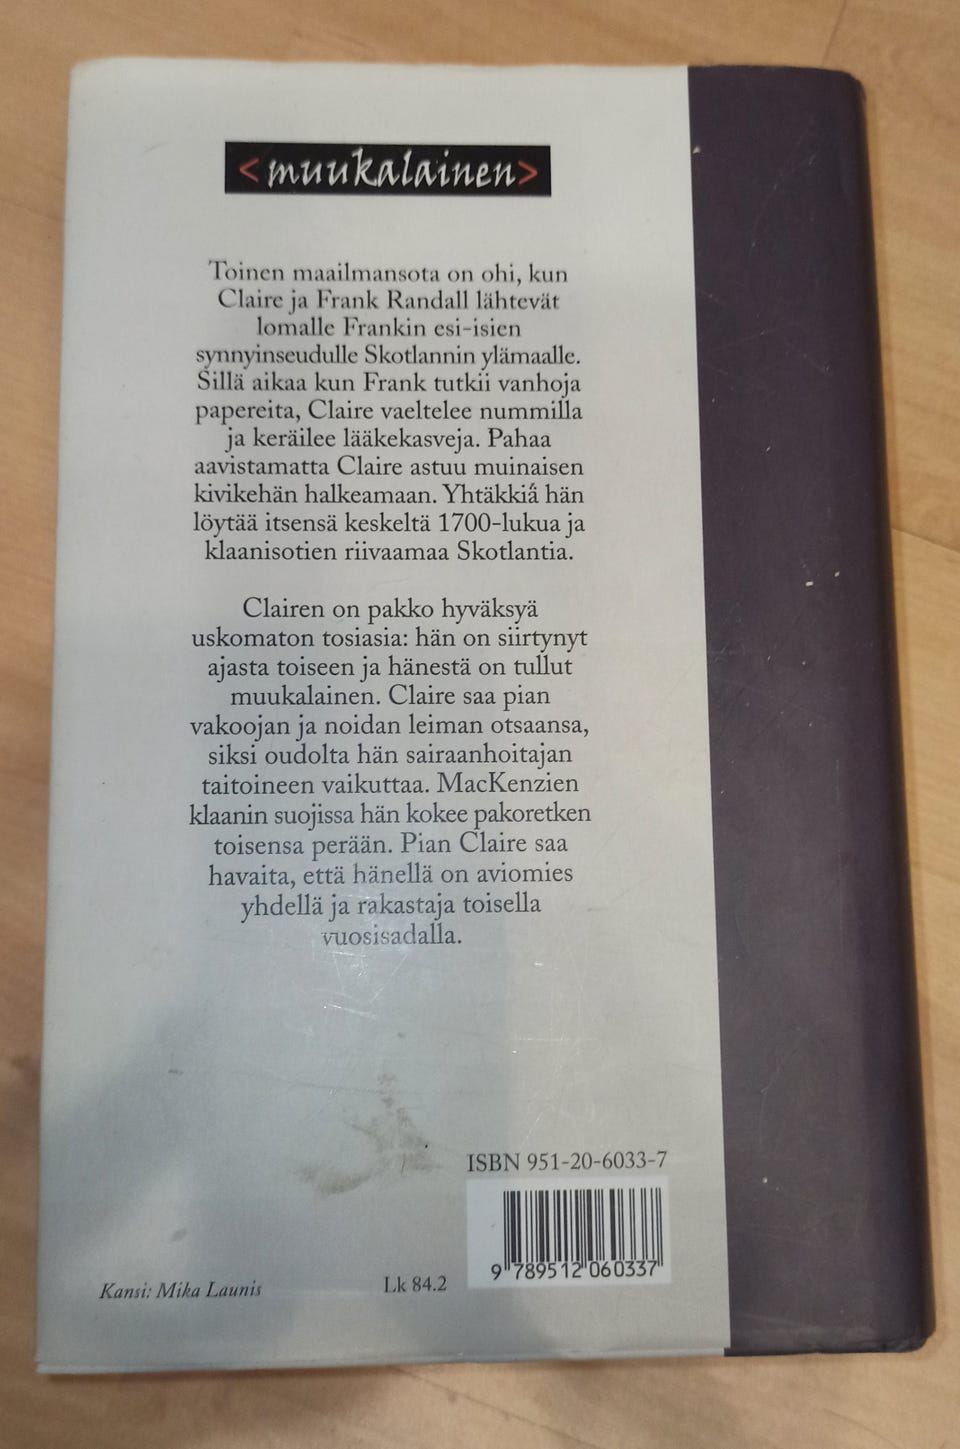 <muukalainen>
Toinen maailmansota on ohi, kun
Claire ja Frank Randall lähtevät
lomalle Frankin esi-isien
synnyinseudulle Skotlannin ylämaalle.
Sillä aikaa kun Frank tutkii vanhoja
papereita, Claire vaeltelee nummilla
ja keräilee lääkekasveja. Pahaa
aavistamatta Claire astuu muinaisen
kivikehän halkeamaan. Yhtäkkiä hän
löytää itsensä keskeltä 1700-lukua ja
klaanisotien riivaamaa Skotlantia.
Clairen on pakko hyväksyä
uskomaton tosiasia: hän on siirtynyt
ajasta toiseen ja hänestä on tullut
muukalainen. Claire saa pian
vakoojan ja noidan leiman otsaansa,
siksi oudolta hän sairaanhoitajan
taitoineen vaikuttaa. MacKenzien
klaanin suojissa hän kokee pakoretken
toisensa perään. Pian Claire saa
havaita, että hänellä on aviomies
yhdellä ja rakastaja toisella
vuosisadalla.
ISBN 951-20-6033-7
9 789512 060337
Kansi: Mika Launis
Lk 84.2